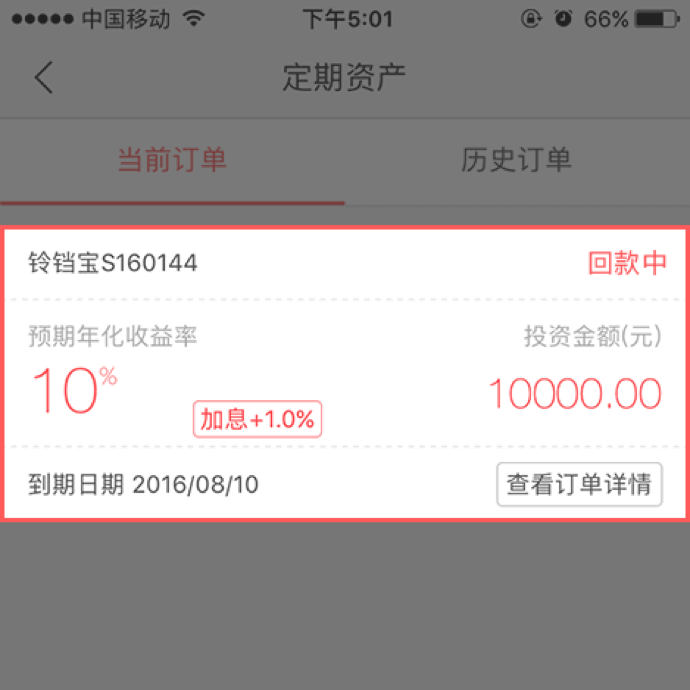 中国移动 下午5:01 66%
定期资产
当前订单 历史订单
铃铛宝S160144 回款中
预期年化收益率 投资金额(元)
10% 加息+1.0% 10000.00
到期日期 2016/08/10 查看订单详情